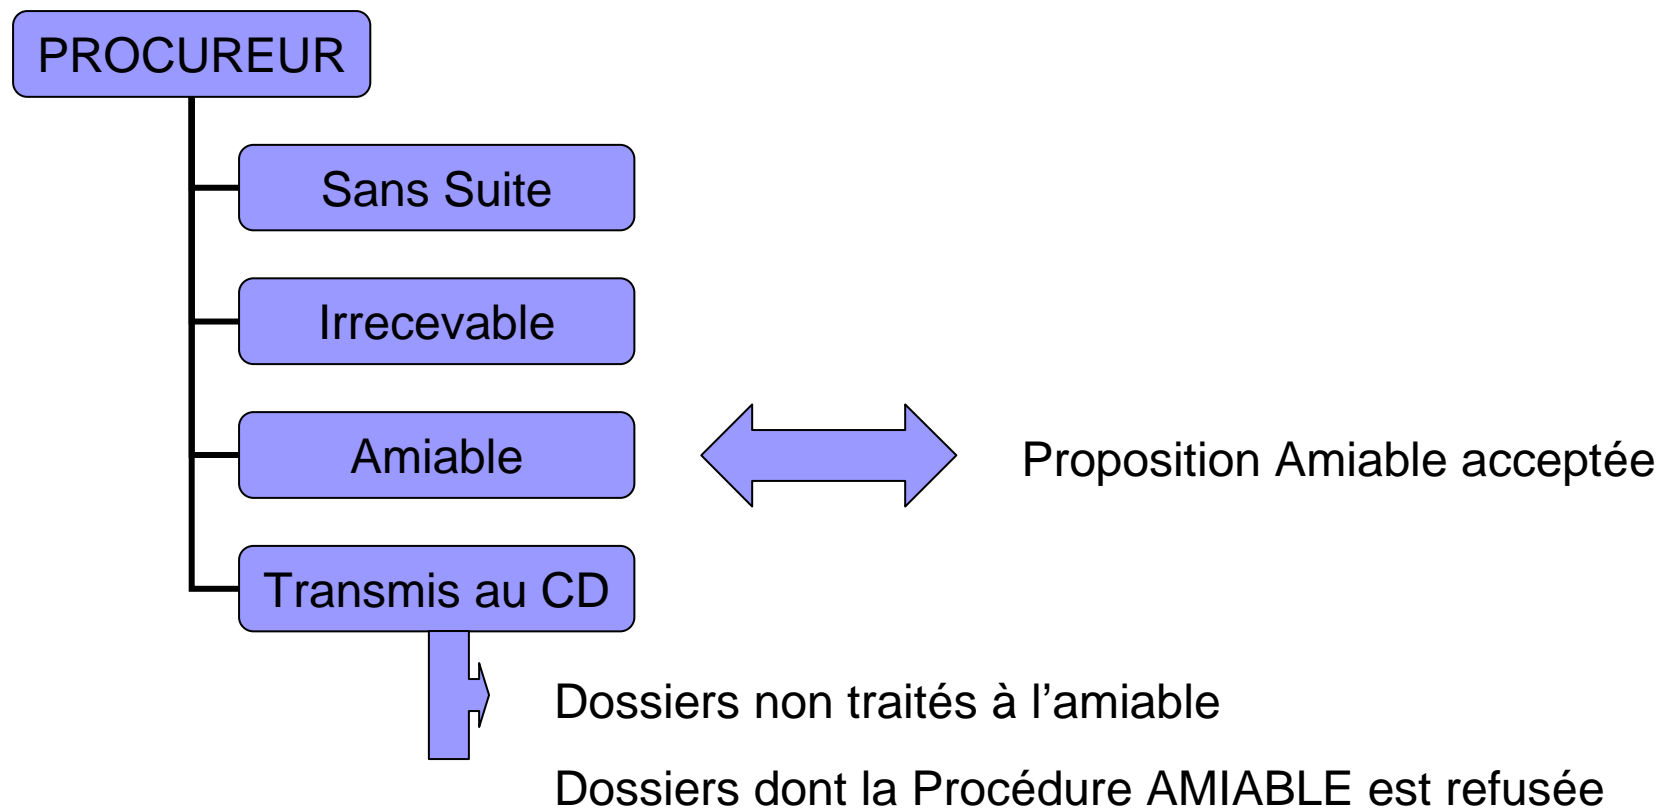 PROCUREUR
Sans Suite
Irrecevable
Amiable
Proposition Amiable acceptée
Transmis au CD
Dossiers non traités à l’amiable
Dossiers dont la Procédure AMIABLE est refusée